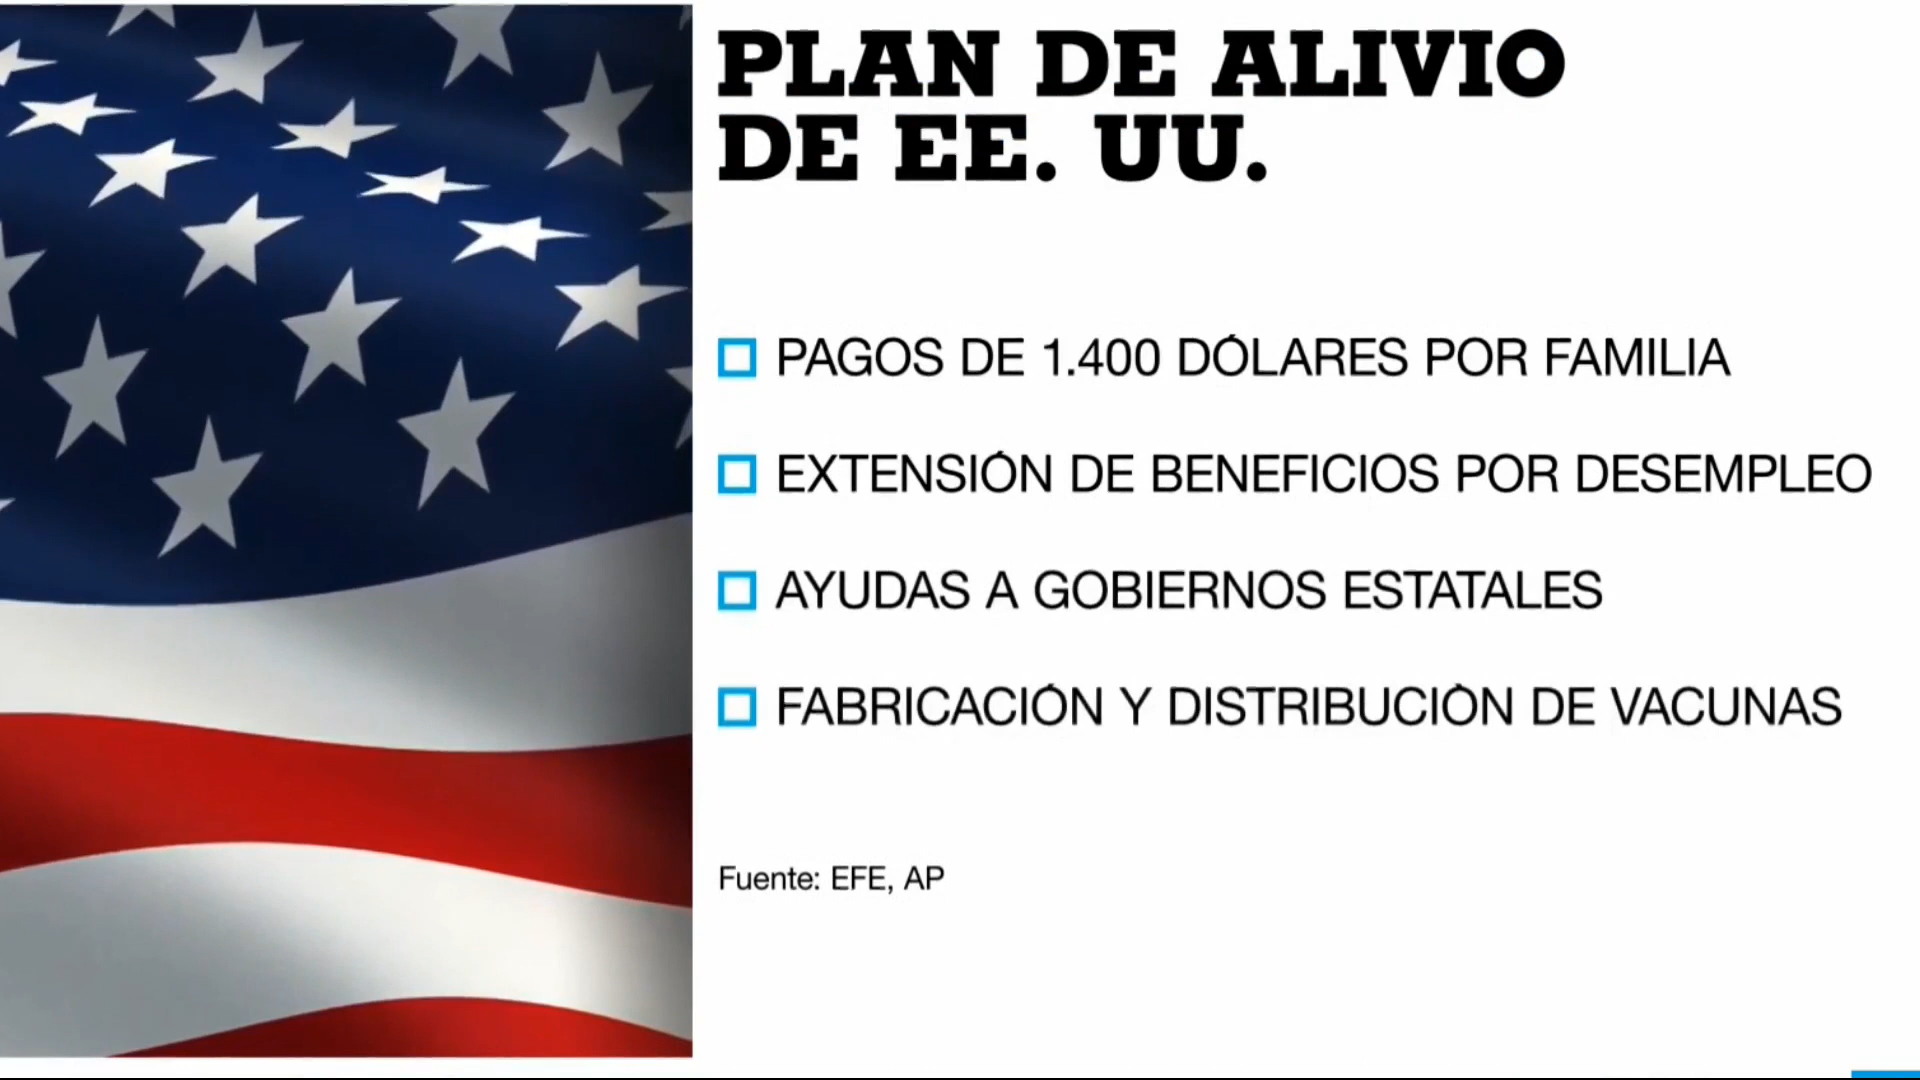 PLAN DE ALIVIO
DE EE. UU.
PAGOS DE 1.400 DÓLARES POR FAMILIA
EXTENSIÓN DE BENEFICIOS POR DESEMPLEO
AYUDAS A GOBIERNOS ESTATALES
FABRICACIÓN Y DISTRIBUCIÓN DE VACUNAS
Fuente: EFE, AP